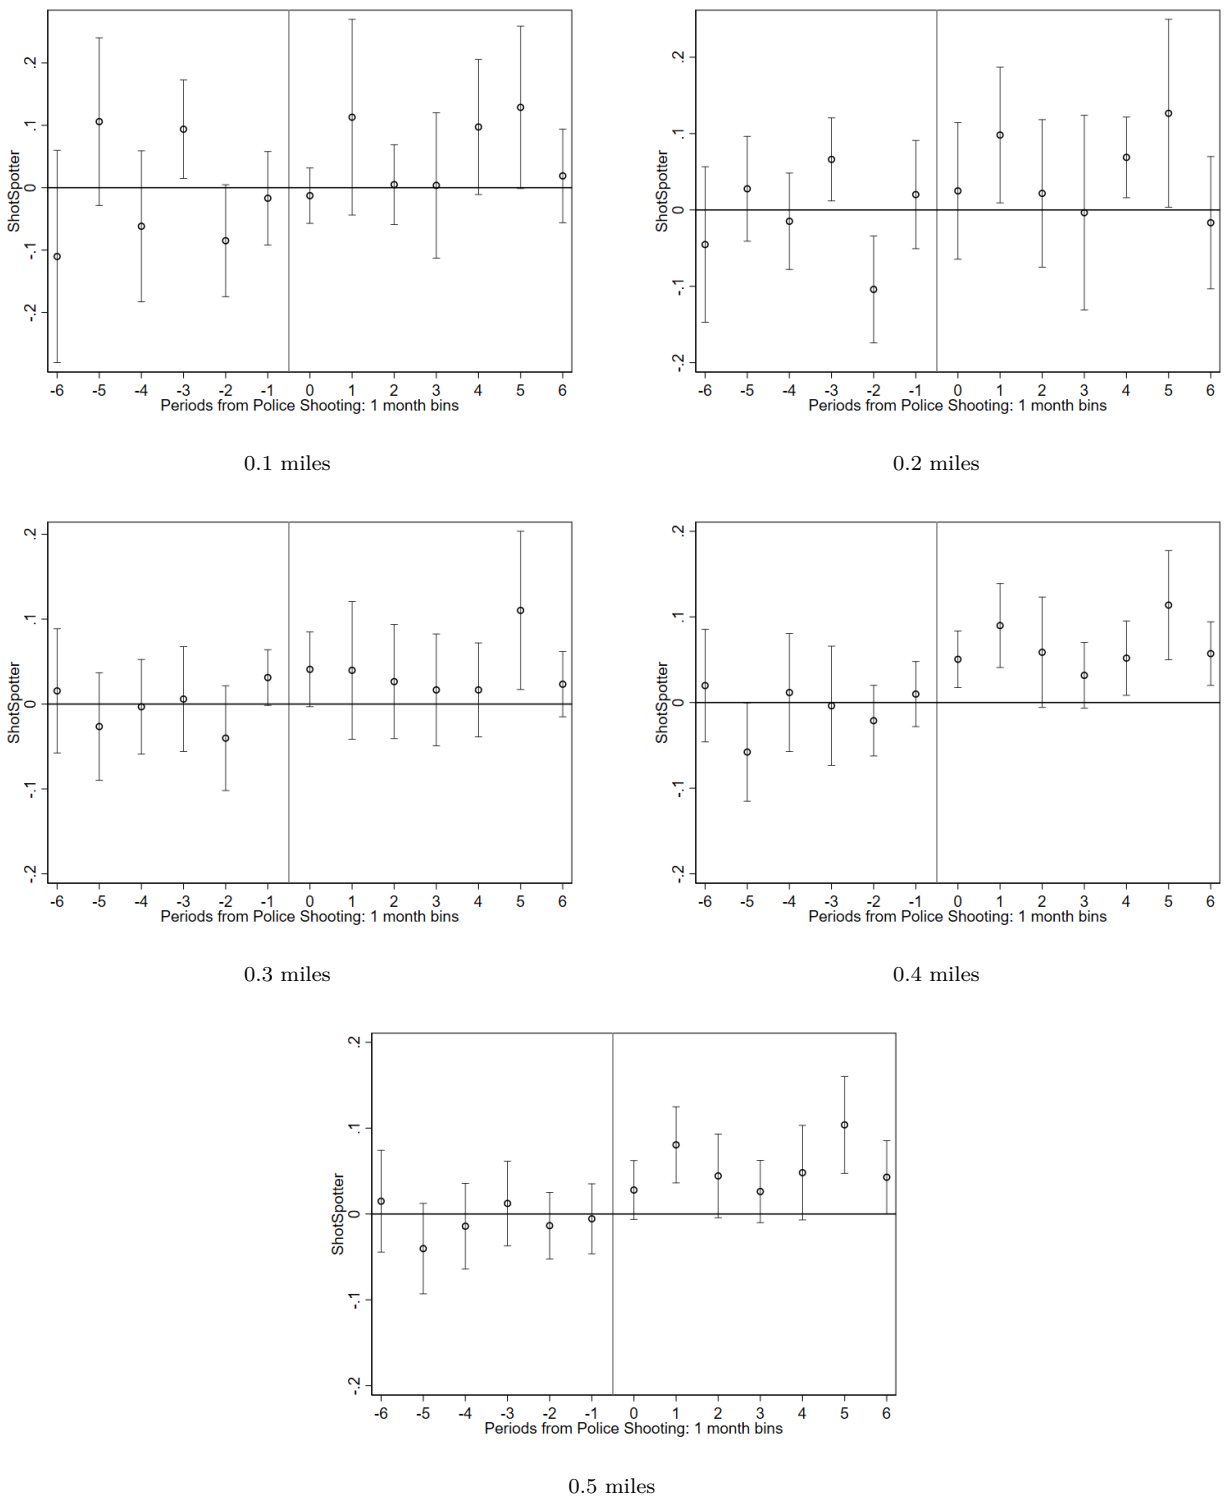 .2
.1
0
-.1
-.2
ShotSpotter
-6 -5 -4 -3 -2 -1 0 1 2 3 4 5 6
Periods from Police Shooting: 1 month bins
0.1 miles
.2
.1
0
-.1
-.2
ShotSpotter
-6 -5 -4 -3 -2 -1 0 1 2 3 4 5 6
Periods from Police Shooting: 1 month bins
0.2 miles
.2
.1
0
-.1
-.2
ShotSpotter
-6 -5 -4 -3 -2 -1 0 1 2 3 4 5 6
Periods from Police Shooting: 1 month bins
0.3 miles
.2
.1
0
-.1
-.2
ShotSpotter
-6 -5 -4 -3 -2 -1 0 1 2 3 4 5 6
Periods from Police Shooting: 1 month bins
0.4 miles
.2
.1
0
-.1
-.2
ShotSpotter
-6 -5 -4 -3 -2 -1 0 1 2 3 4 5 6
Periods from Police Shooting: 1 month bins
0.5 miles